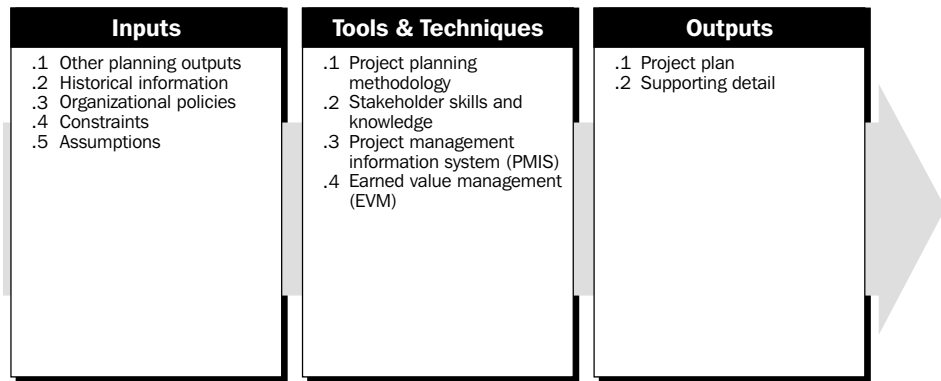 Inputs
.1 Other planning outputs
.2 Historical information
.3 Organizational policies
.4 Constraints
.5 Assumptions
Tools & Techniques
.1 Project planning
methodology
.2 Stakeholder skills and
knowledge
.3 Project management
information system (PMIS)
.4 Earned value management
(EVM)
Outputs
.1 Project plan
.2 Supporting detail